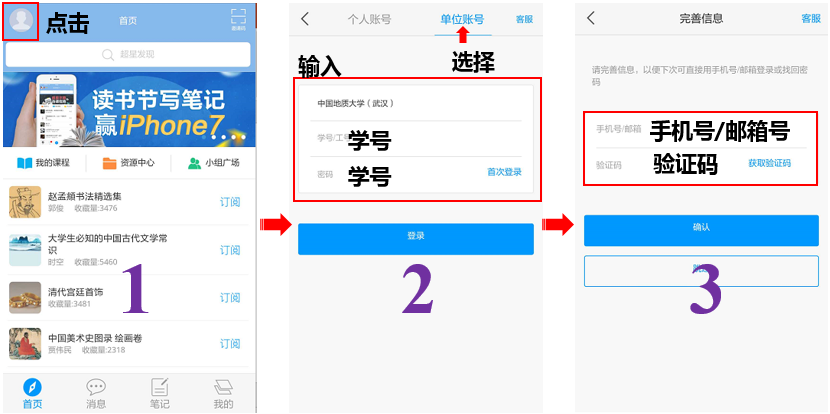 点击
首页
邀请码
超星发现
读书节写笔记
赢iPhone7
我的课程
资源中心
小组广场
赵孟頫书法精选集
郭俊 收藏量:3476
订阅
大学生必知的中国古代文学常
识
时空 收藏量:5460
订阅
清代宫廷首饰
收藏量:3481
订阅
中国美术史图录 绘画卷
贾伟民 收藏量:2318
订阅
1
首页
消息
笔记
我的
个人账号
单位账号
客服
输入
选择
中国地质大学（武汉）
学号/工号
学号
密码
学号
首次登录
登录
2
完善信息
客服
请完善信息，以便下次可直接用手机号/邮箱登录或找回密
码
手机号/邮箱
手机号/邮箱号
验证码
验证码
获取验证码
确认
3